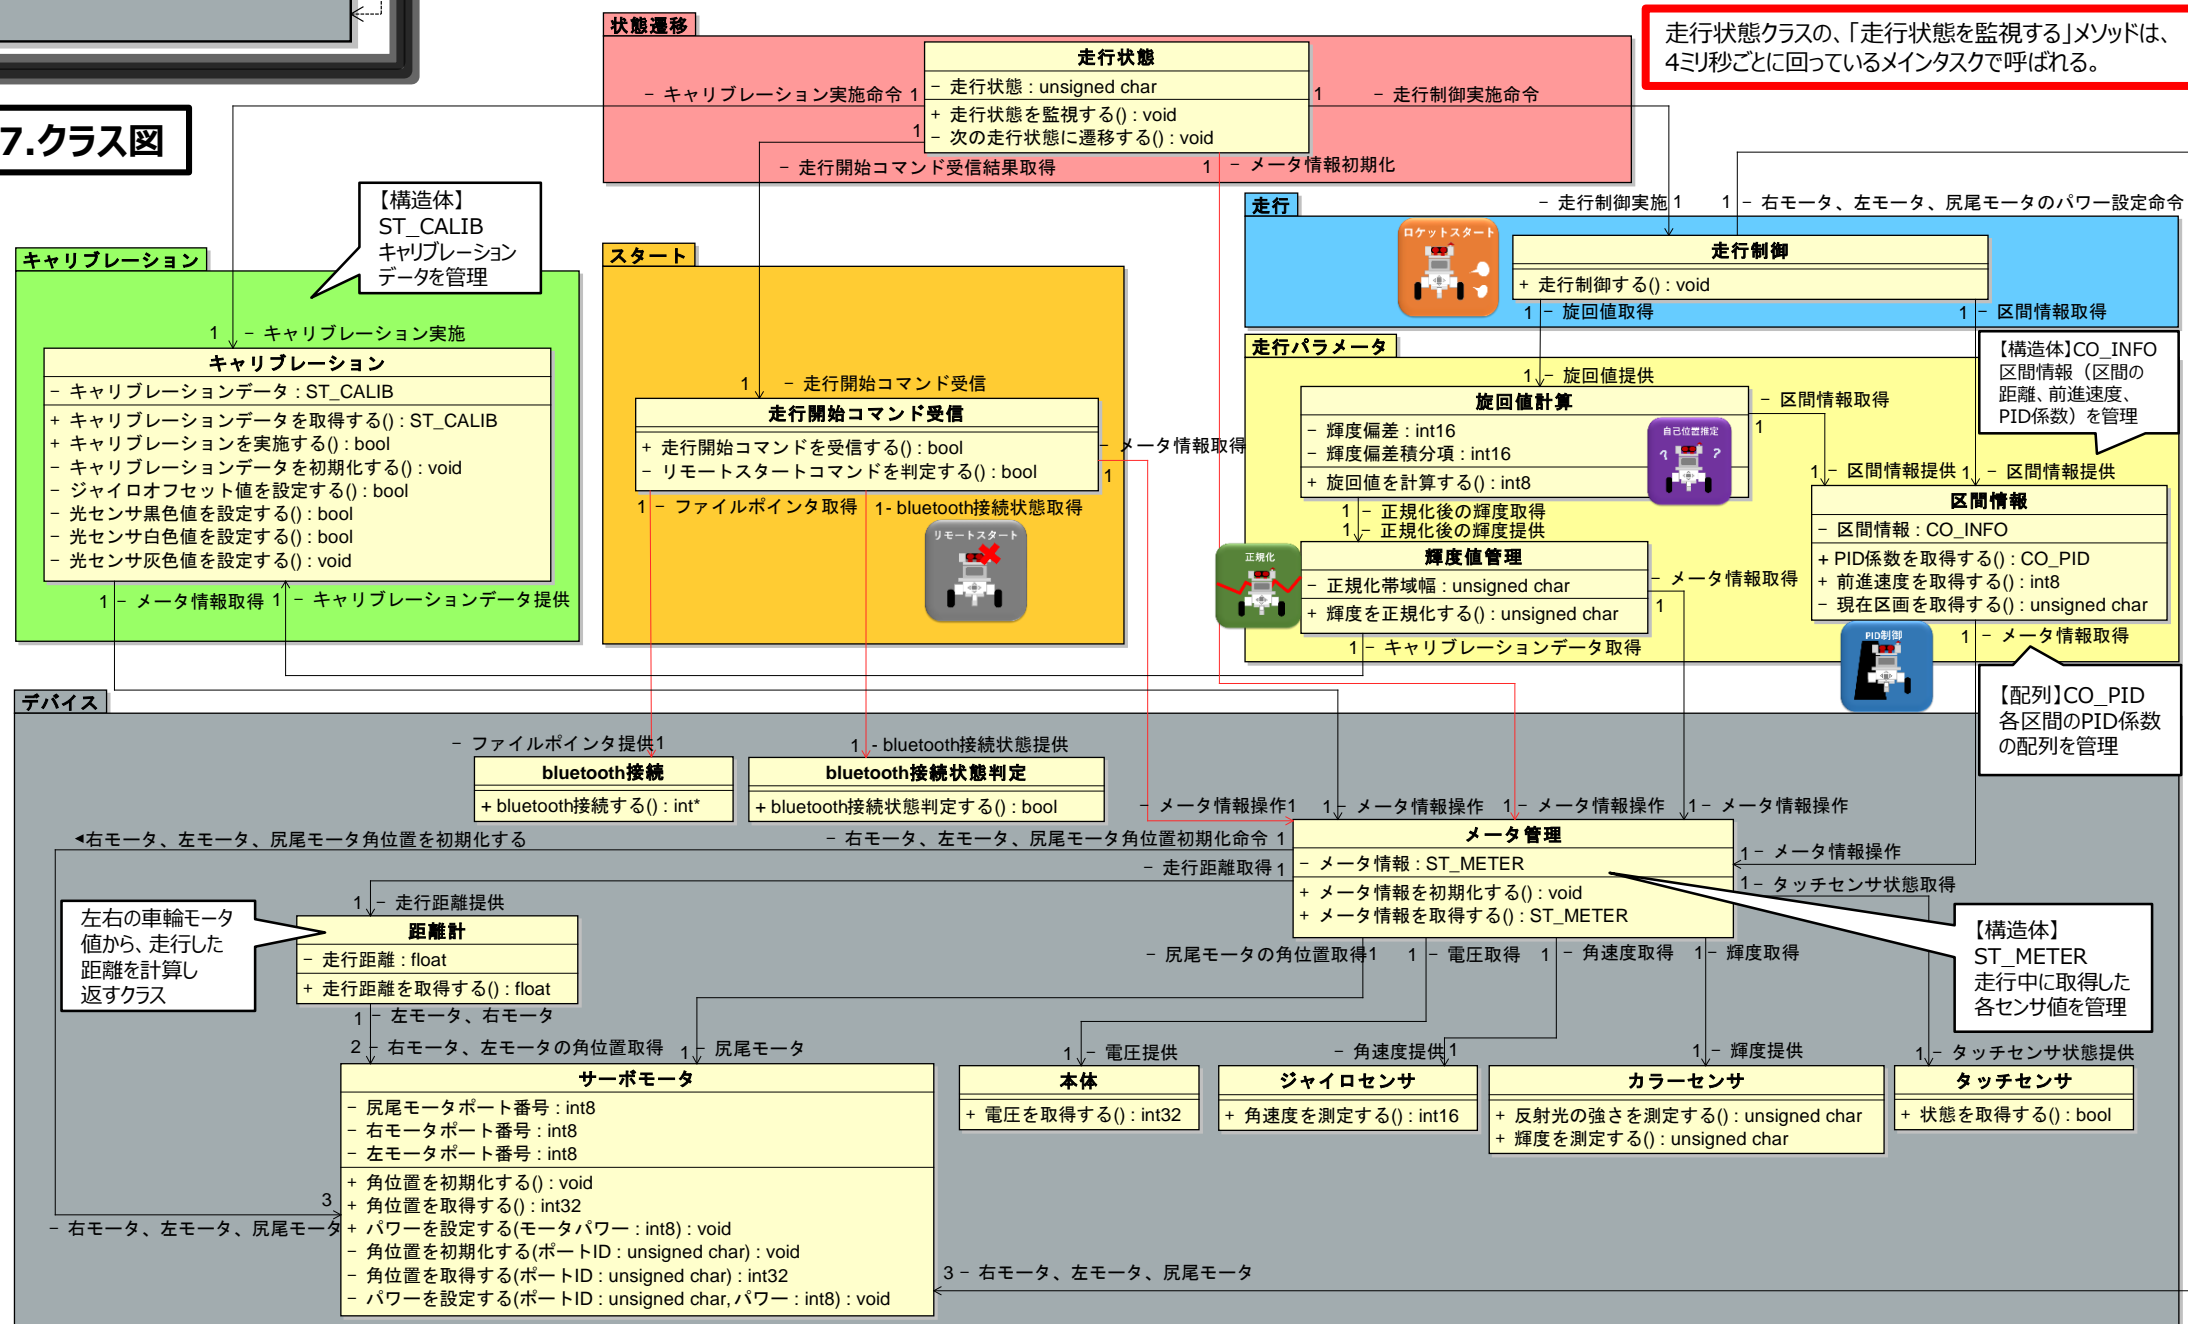 7.クラス図
走行状態クラスの、「走行状態を監視する」メソッドは、
4ミリ秒ごとに回っているメインタスクで呼ばれる。
状態遷移
走行状態
− 走行状態 : unsigned char
+ 走行状態を監視する() : void
− 次の走行状態に遷移する() : void
− キャリブレーション実施命令 1
1
1 − 走行制御実施命令
− 走行開始コマンド受信結果取得
1 − メータ情報初期化
【構造体】
ST_CALIB
キャリブレーション
データを管理
キャリブレーション
1 − キャリブレーション実施
キャリブレーション
− キャリブレーションデータ : ST_CALIB
+ キャリブレーションデータを取得する() : ST_CALIB
+ キャリブレーションを実施する() : bool
− キャリブレーションデータを初期化する() : void
− ジャイロオフセット値を設定する() : bool
− 光センサ黒色値を設定する() : bool
− 光センサ白色値を設定する() : bool
− 光センサ灰色値を設定する() : void
1 − メータ情報取得
1 − キャリブレーションデータ提供
スタート
1 − 走行開始コマンド受信
走行開始コマンド受信
+ 走行開始コマンドを受信する() : bool
− リモートスタートコマンドを判定する() : bool
− メータ情報取得
1
1 − ファイルポインタ取得
1 - bluetooth接続状態取得
リモートスタート
走行
− 走行制御実施 1
1 − 右モータ、左モータ、尻尾モータのパワー設定命令
ロケットスタート
走行制御
+ 走行制御する() : void
1 − 旋回値取得
1 − 区間情報取得
走行パラメータ
【構造体】CO_INFO
区間情報（区間の
距離、前進速度、
PID係数）を管理
1 − 旋回値提供
旋回値計算
− 輝度偏差 : int16
− 輝度偏差積分項 : int16
+ 旋回値を計算する() : int8
自己位置推定
− 区間情報取得
1
1 − 区間情報提供
1 − 区間情報提供
区間情報
− 区間情報 : CO_INFO
+ PID係数を取得する() : CO_PID
+ 前進速度を取得する() : int8
− 現在区画を取得する() : unsigned char
1 − 正規化後の輝度取得
1 − 正規化後の輝度提供
正規化
輝度値管理
− 正規化帯域幅 : unsigned char
+ 輝度を正規化する() : unsigned char
− メータ情報取得
1
1 − キャリブレーションデータ取得
PID制御
1 − メータ情報取得
【配列】CO_PID
各区間のPID係数
の配列を管理
デバイス
− ファイルポインタ提供 1
bluetooth接続
+ bluetooth接続する() : int*
1 - bluetooth接続状態提供
bluetooth接続状態判定
+ bluetooth接続状態判定する() : bool
− メータ情報操作 1
1 − メータ情報操作
1 − メータ情報操作
1 − メータ情報操作
◂右モータ、左モータ、尻尾モータ角位置を初期化する
− 右モータ、左モータ、尻尾モータ角位置初期化命令 1
− 走行距離取得 1
メータ管理
− メータ情報 : ST_METER
+ メータ情報を初期化する() : void
+ メータ情報を取得する() : ST_METER
1 − メータ情報操作
1 − タッチセンサ状態取得
左右の車輪モータ
値から、走行した
距離を計算し
返すクラス
1 − 走行距離提供
距離計
− 走行距離 : float
+ 走行距離を取得する() : float
【構造体】
ST_METER
走行中に取得した
各センサ値を管理
− 尻尾モータの角位置取得 1
1 − 電圧取得
1 − 角速度取得
1 − 輝度取得
1 − 左モータ、右モータ
2 − 右モータ、左モータの角位置取得
1 − 尻尾モータ
1 − 電圧提供
− 角速度提供 1
1 − 輝度提供
1 − タッチセンサ状態提供
サーボモータ
− 尻尾モータポート番号 : int8
− 右モータポート番号 : int8
− 左モータポート番号 : int8
+ 角位置を初期化する() : void
+ 角位置を取得する() : int32
+ パワーを設定する(モータパワー : int8) : void
− 角位置を初期化する(ポートID : unsigned char) : void
− 角位置を取得する(ポートID : unsigned char) : int32
− パワーを設定する(ポートID : unsigned char, パワー : int8) : void
本体
+ 電圧を取得する() : int32
ジャイロセンサ
+ 角速度を測定する() : int16
カラーセンサ
+ 反射光の強さを測定する() : unsigned char
+ 輝度を測定する() : unsigned char
タッチセンサ
+ 状態を取得する() : bool
3
− 右モータ、左モータ、尻尾モータ
3 − 右モータ、左モータ、尻尾モータ